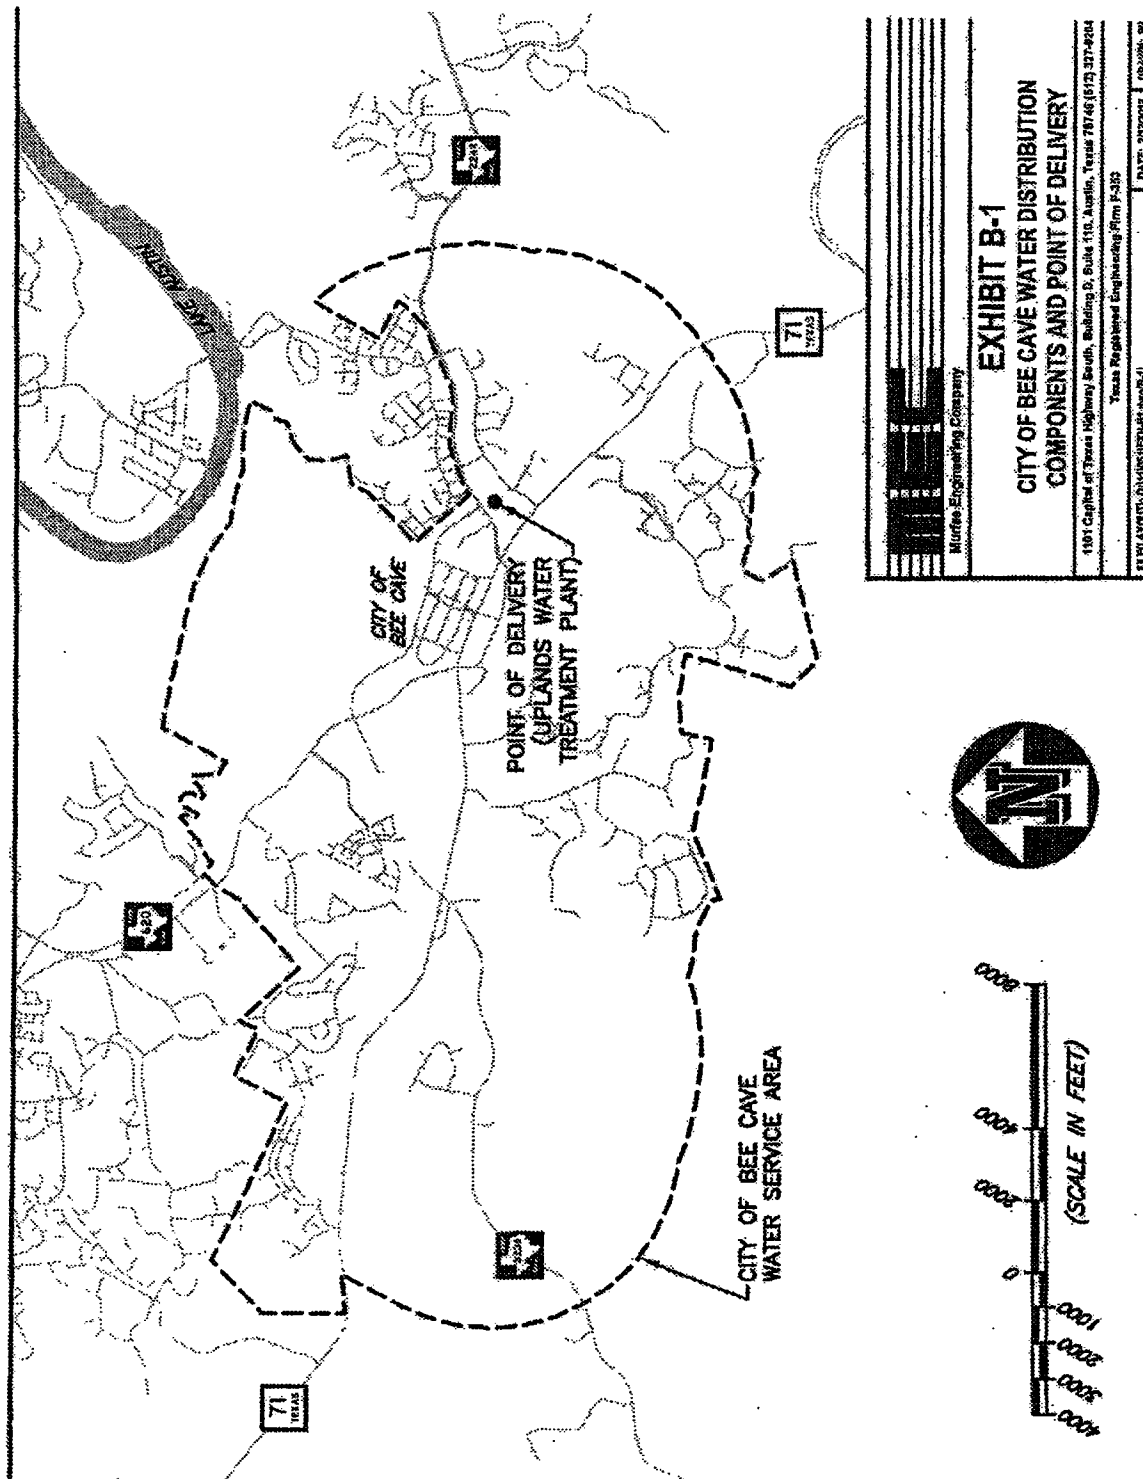 LAKE AUSTIN
2244
71
TEXAS
620
CITY OF
BEE CAVE
POINT OF DELIVERY
(UPLANDS WATER
TREATMENT PLANT)
71
TEXAS
CITY OF BEE CAVE
WATER SERVICE AREA
N
4000 3000 2000 1000 0 2000 4000 8000
(SCALE IN FEET)
Murfee Engineering Company
EXHIBIT B-1
CITY OF BEE CAVE WATER DISTRIBUTION
COMPONENTS AND POINT OF DELIVERY
1101 Capital of Texas Highway South, Building D, Suite 110, Austin, Texas 78746 (512) 327-9204
Texas Registered Engineering Firm F-353
DATE: